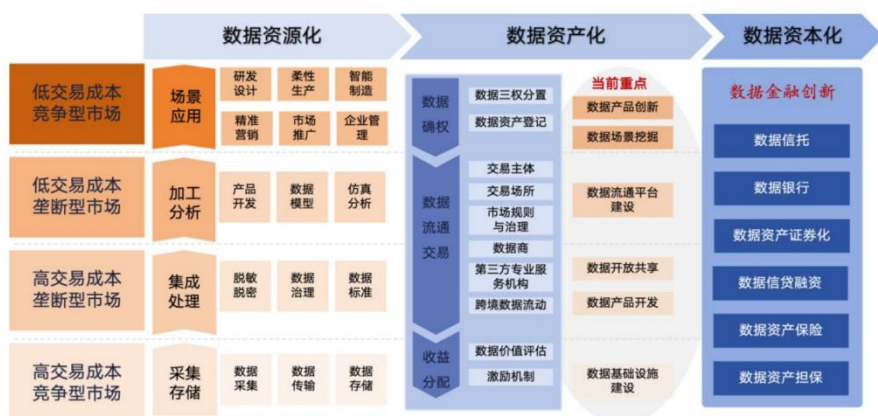 数据资源化
数据资产化
数据资本化
低交易成本
竞争型市场
场景
应用
研发
设计
柔性
生产
智能
制造
精准
营销
市场
推广
企业管
理
低交易成本
垄断型市场
加工
分析
产品
开发
数据
模型
仿真
分析
高交易成本
垄断型市场
集成
处理
脱敏
脱密
数据
治理
数据
标准
高交易成本
竞争型市场
采集
存储
数据
采集
数据
传输
数据
存储
数据
确权
数据三权分置
数据资产登记
数据
流通
交易
交易主体
交易场所
市场规则
与治理
数据商
第三方专业服
务机构
跨境数据流动
收益
分配
数据价值评估
激励机制
当前重点
数据产品创新
数据场景挖掘
数据流通平台
建设
数据开放共享
数据产品开发
数据基础设施
建设
数据金融创新
数据信托
数据银行
数据资产证券化
数据信贷融资
数据资产保险
数据资产担保